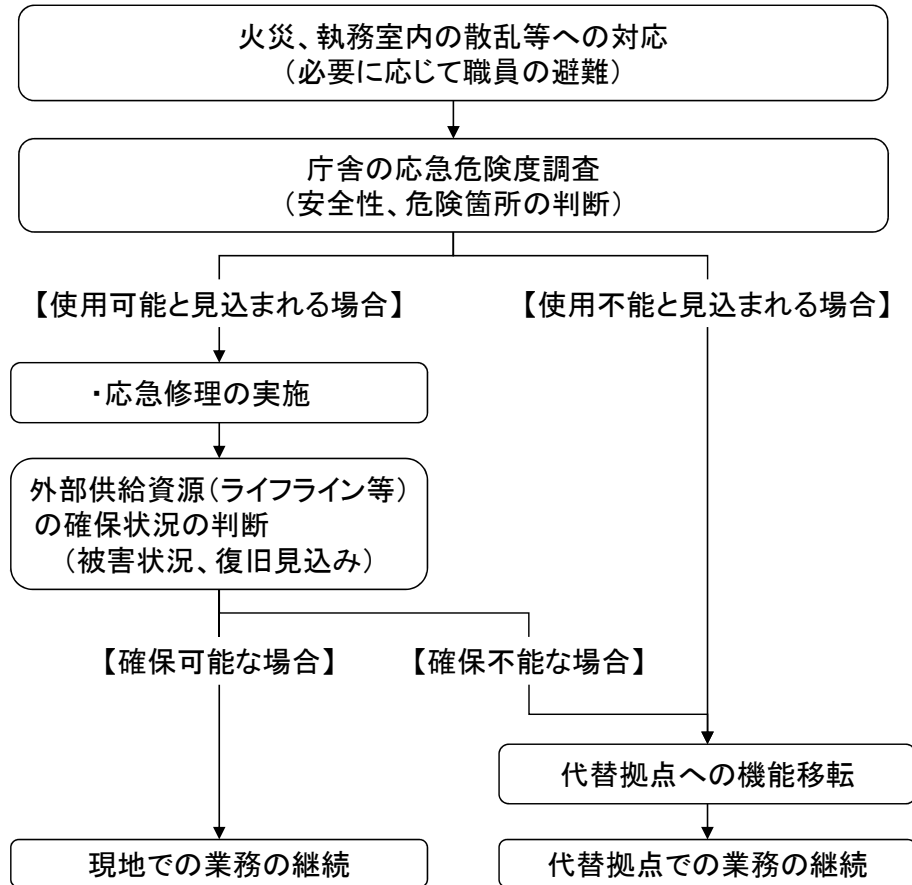 火災、執務室内の散乱等への対応
（必要に応じて職員の避難）
庁舎の応急危険度調査
（安全性、危険箇所の判断）
【使用可能と見込まれる場合】
【使用不能と見込まれる場合】
・応急修理の実施
外部供給資源（ライフライン等）
の確保状況の判断
（被害状況、復旧見込み）
【確保可能な場合】
【確保不能な場合】
代替拠点への機能移転
現地での業務の継続
代替拠点での業務の継続